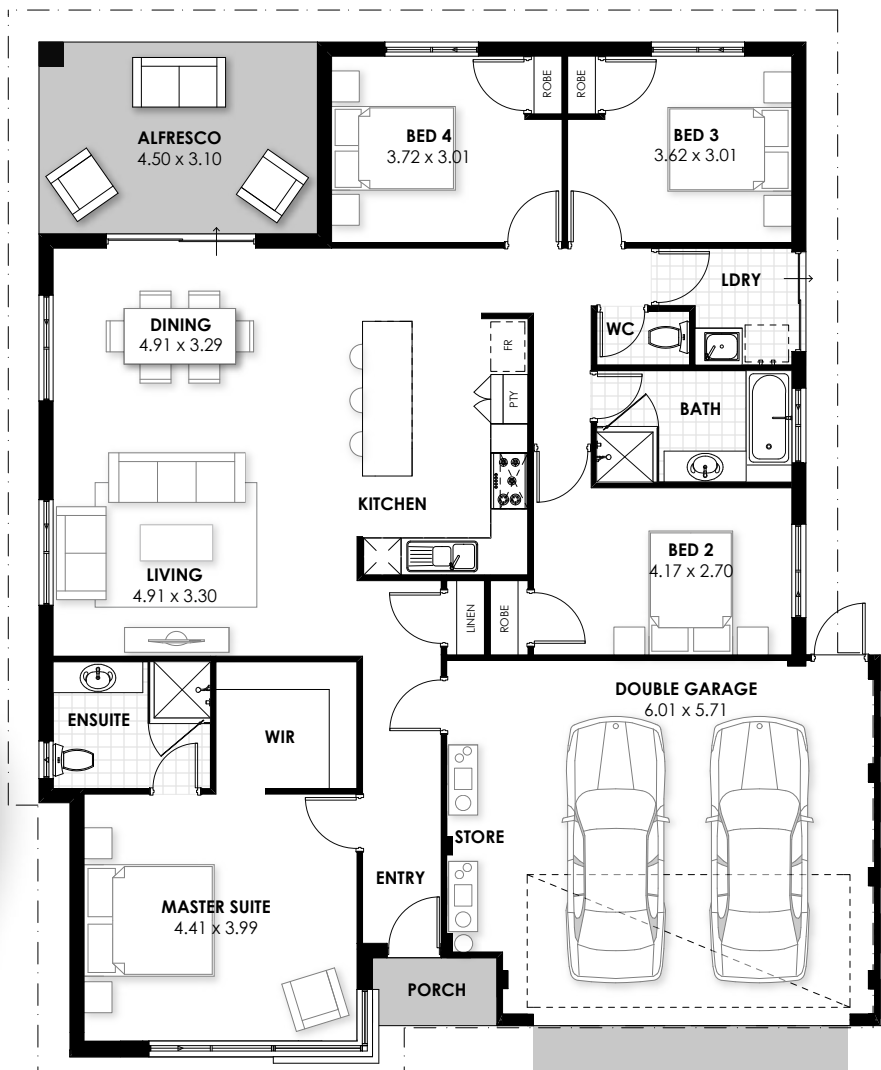 ALFRESCO
4.50 x 3.10
BED 4
3.72 x 3.01
ROBE
ROBE
BED 3
3.62 x 3.01
LDRY
WC
DINING
4.91 x 3.29
FR
PTY
BATH
KITCHEN
LIVING
4.91 x 3.30
BED 2
4.17 x 2.70
LINEN
ROBE
ENSUITE
WIR
DOUBLE GARAGE
6.01 x 5.71
STORE
ENTRY
MASTER SUITE
4.41 x 3.99
PORCH